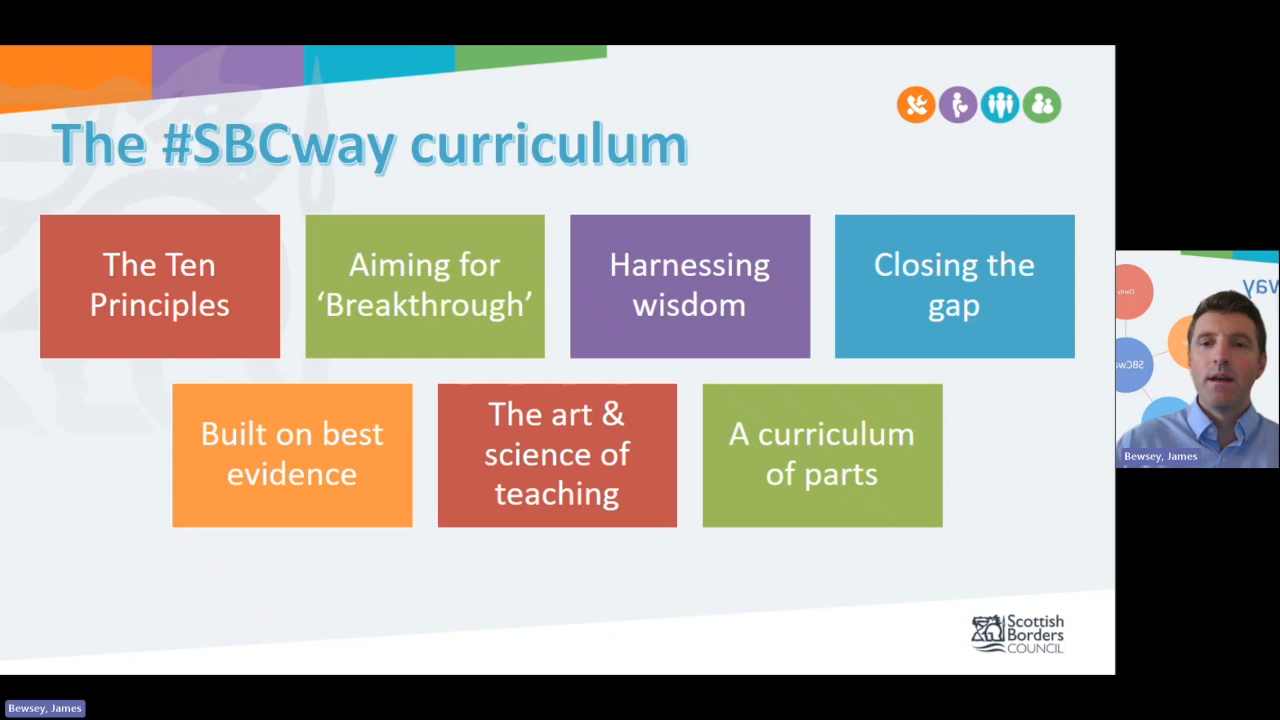 The #SBCway curriculum
The Ten
Principles
Aiming for
‘Breakthrough’
Harnessing
wisdom
Closing the
gap
Built on best
evidence
The art &
science of
teaching
A curriculum
of parts
Scottish
Borders
COUNCIL
Bewsey, James
Bewsey, James